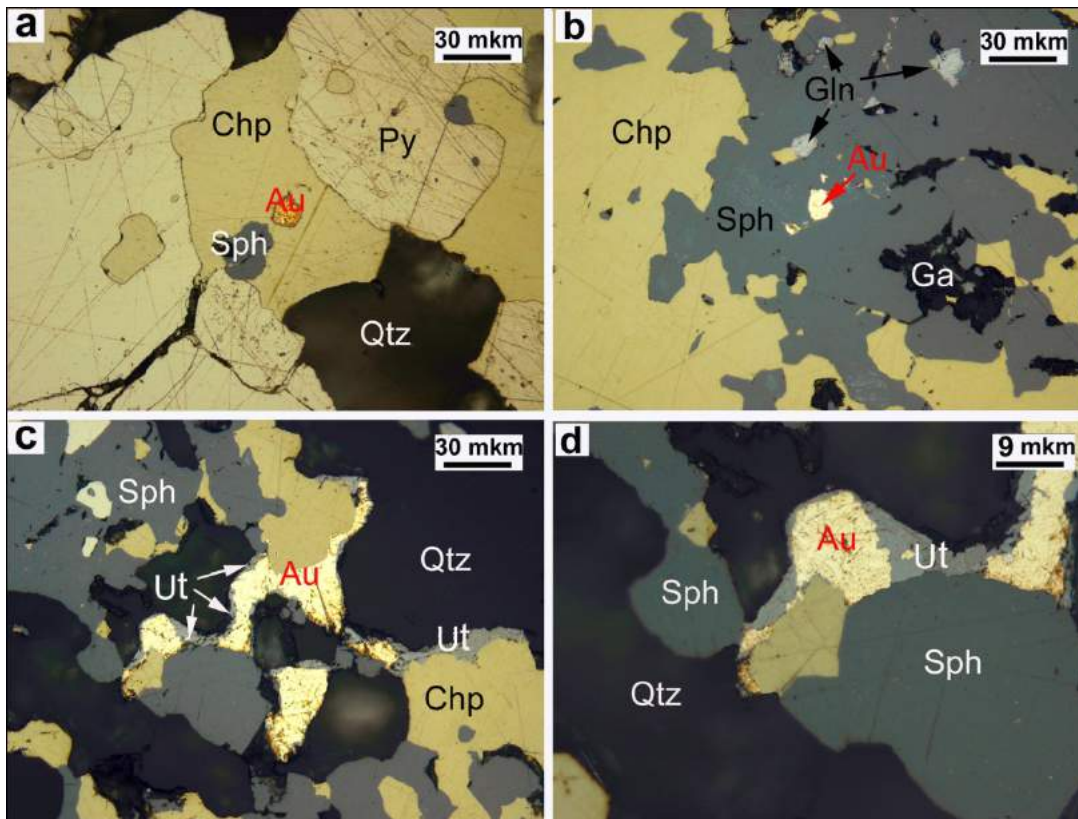 a
30 mkm
Chp
Py
Au
Sph
Qtz
b
30 mkm
Gln
Chp
Au
Sph
Ga
c
30 mkm
Sph
Qtz
Au
Ut
Ut
Chp
d
9 mkm
Au
Ut
Sph
Sph
Qtz